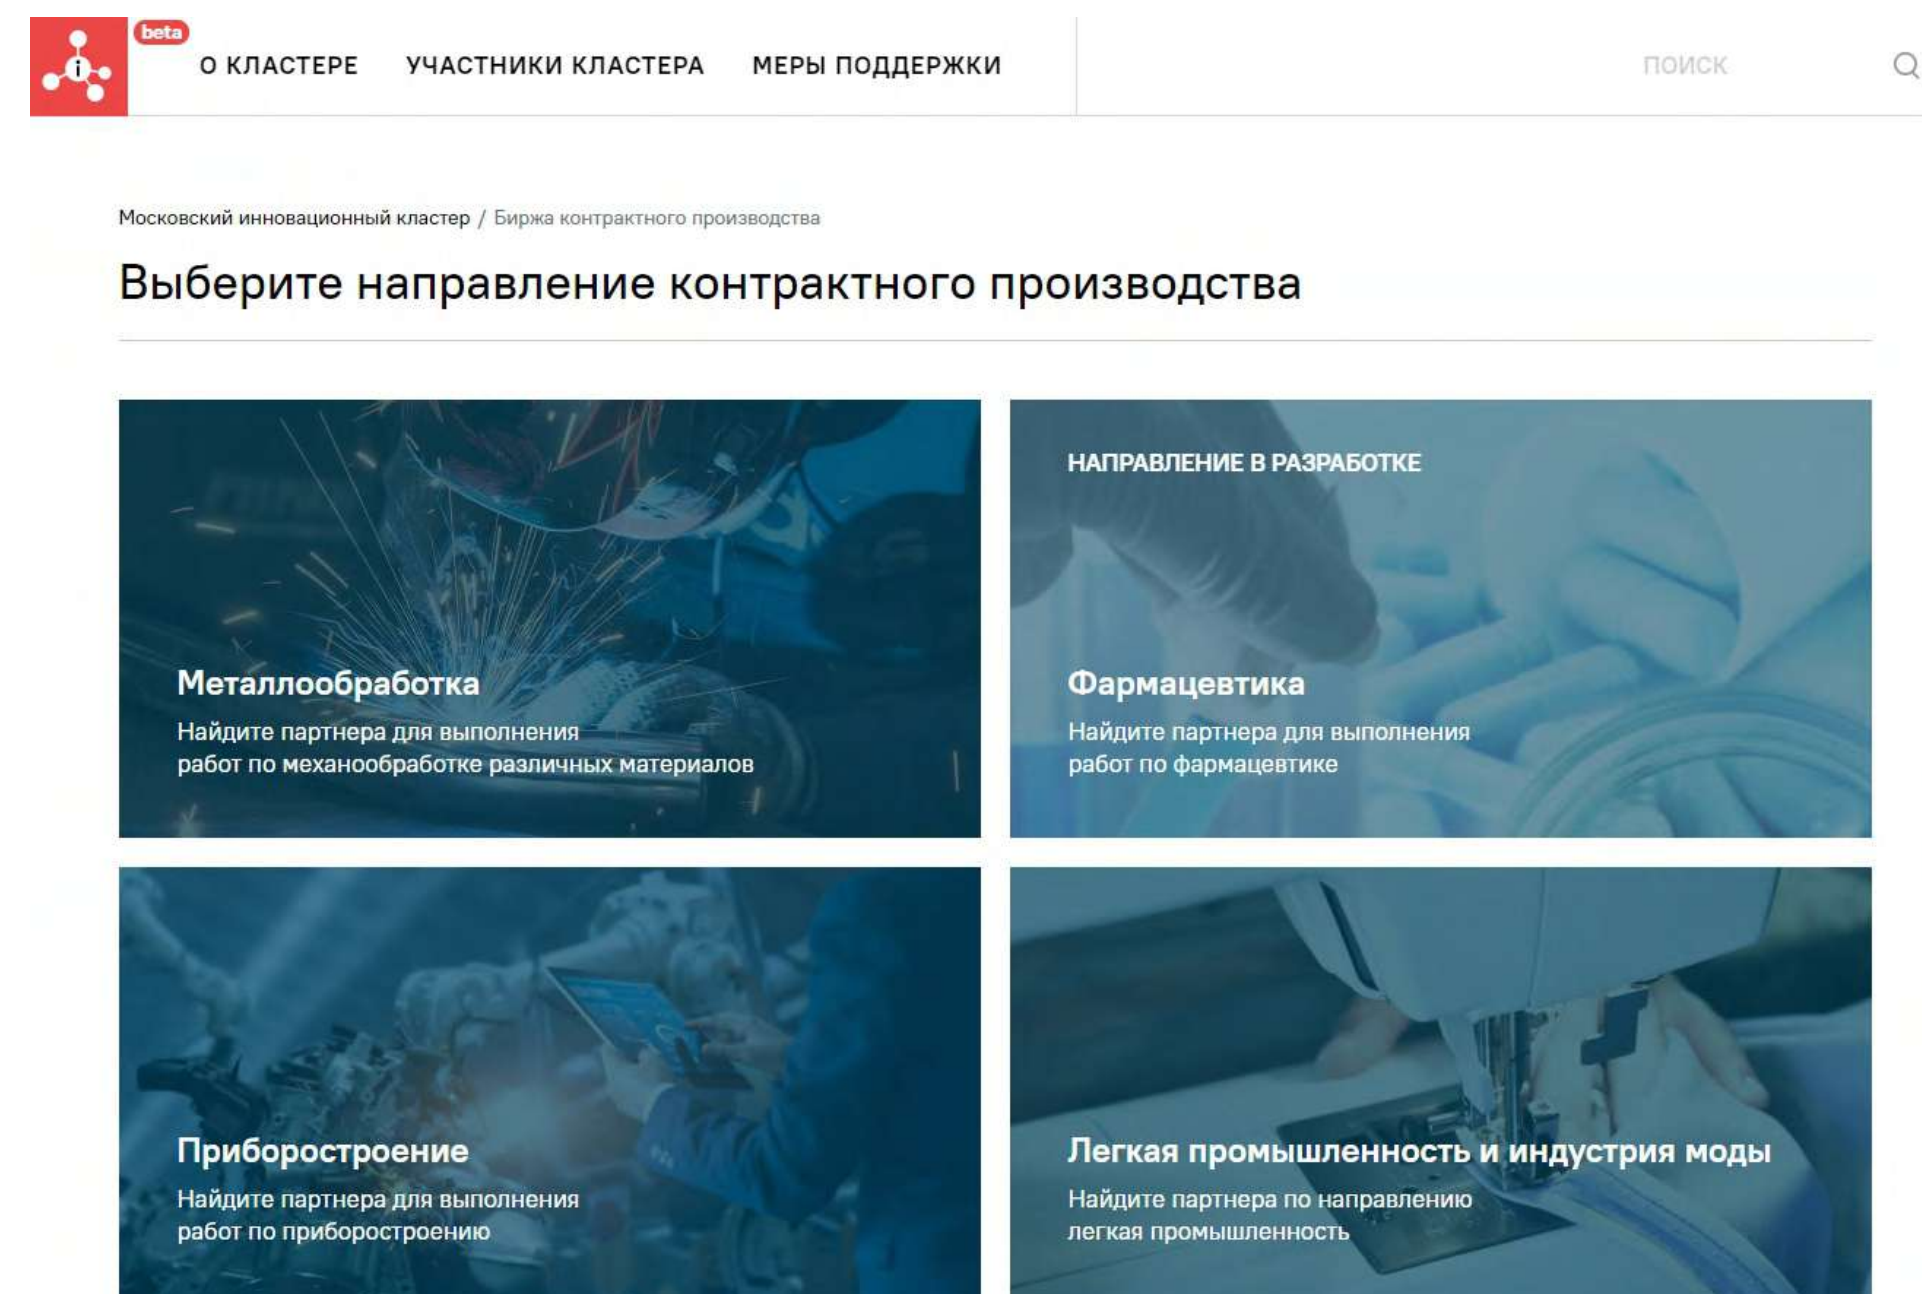 beta
О КЛАСТЕРЕ УЧАСТНИКИ КЛАСТЕРА МЕРЫ ПОДДЕРЖКИ ПОИСК
i
Московский инновационный кластер / Биржа контрактного производства
Выберите направление контрактного производства
НАПРАВЛЕНИЕ В РАЗРАБОТКЕ
Металлообработка
Найдите партнера для выполнения
работ по механообработке различных материалов
Фармацевтика
Найдите партнера для выполнения
работ по фармацевтике
Приборостроение
Найдите партнера для выполнения
работ по приборостроению
Легкая промышленность и индустрия моды
Найдите партнера по направлению
легкая промышленность